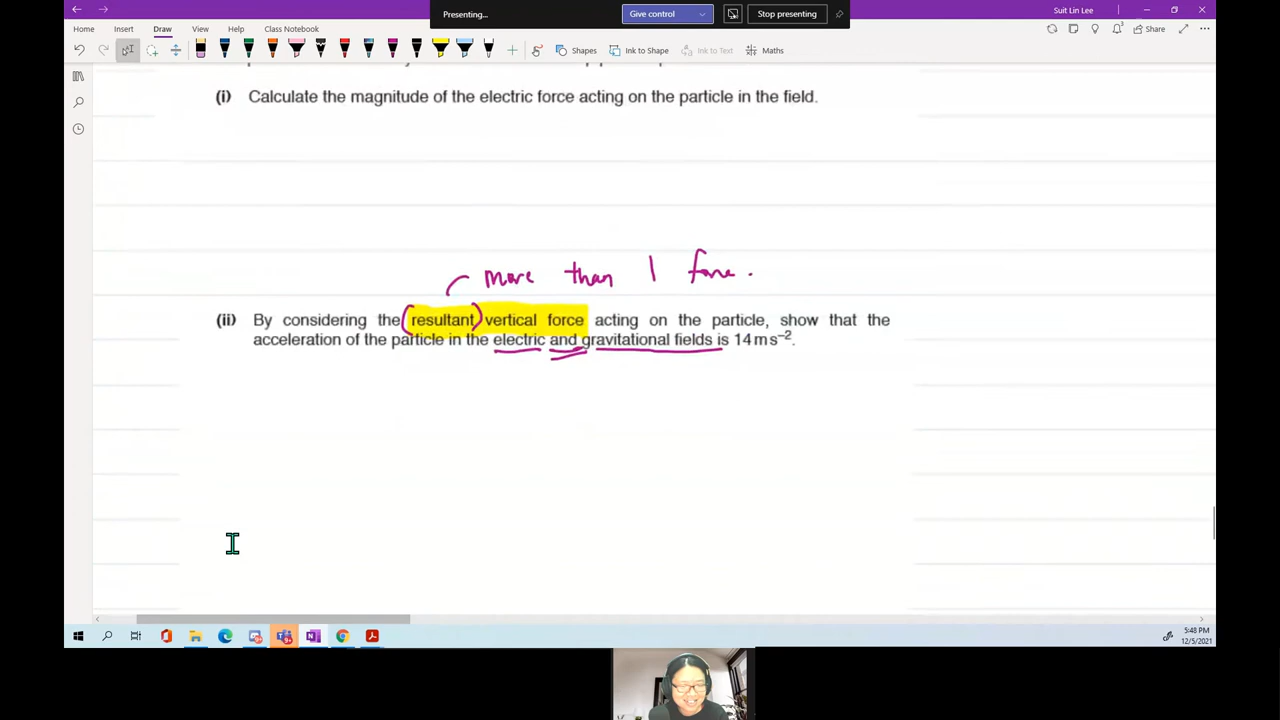 Presenting...
Give control
Stop presenting
Suit Lin Lee
Home Insert Draw View Help Class Notebook
Share
Shapes Ink to Shape Ink to Text Maths
(i) Calculate the magnitude of the electric force acting on the particle in the field.
more than 1 force.
(ii) By considering the (resultant) vertical force acting on the particle, show that the
acceleration of the particle in the electric and gravitational fields is 14 m s⁻².
5:48 PM
12/5/2021